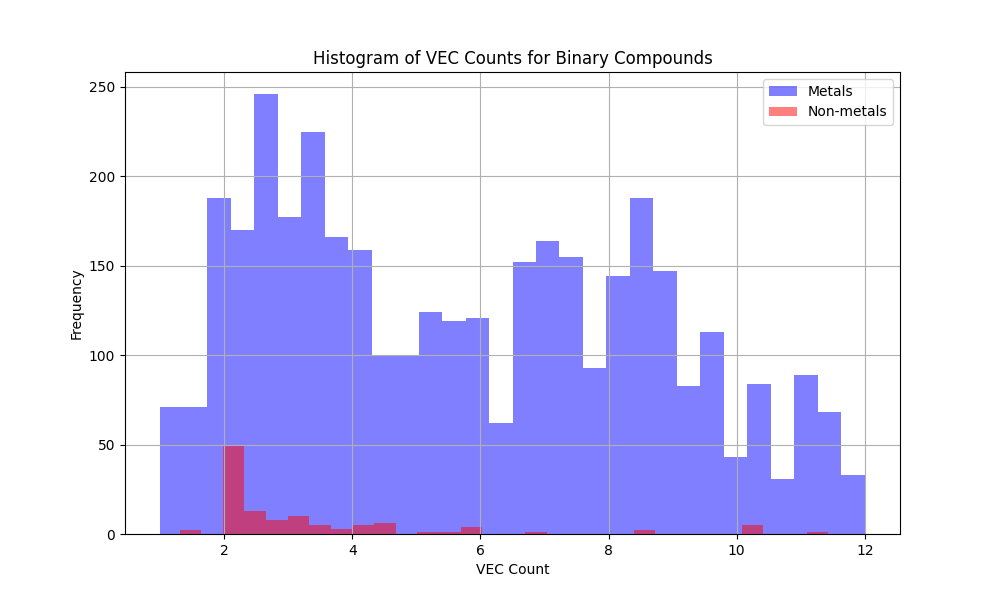 Histogram of VEC Counts for Binary Compounds
Metals
Non-metals
Frequency
250
200
150
100
50
0
2 4 6 8 10 12
VEC Count